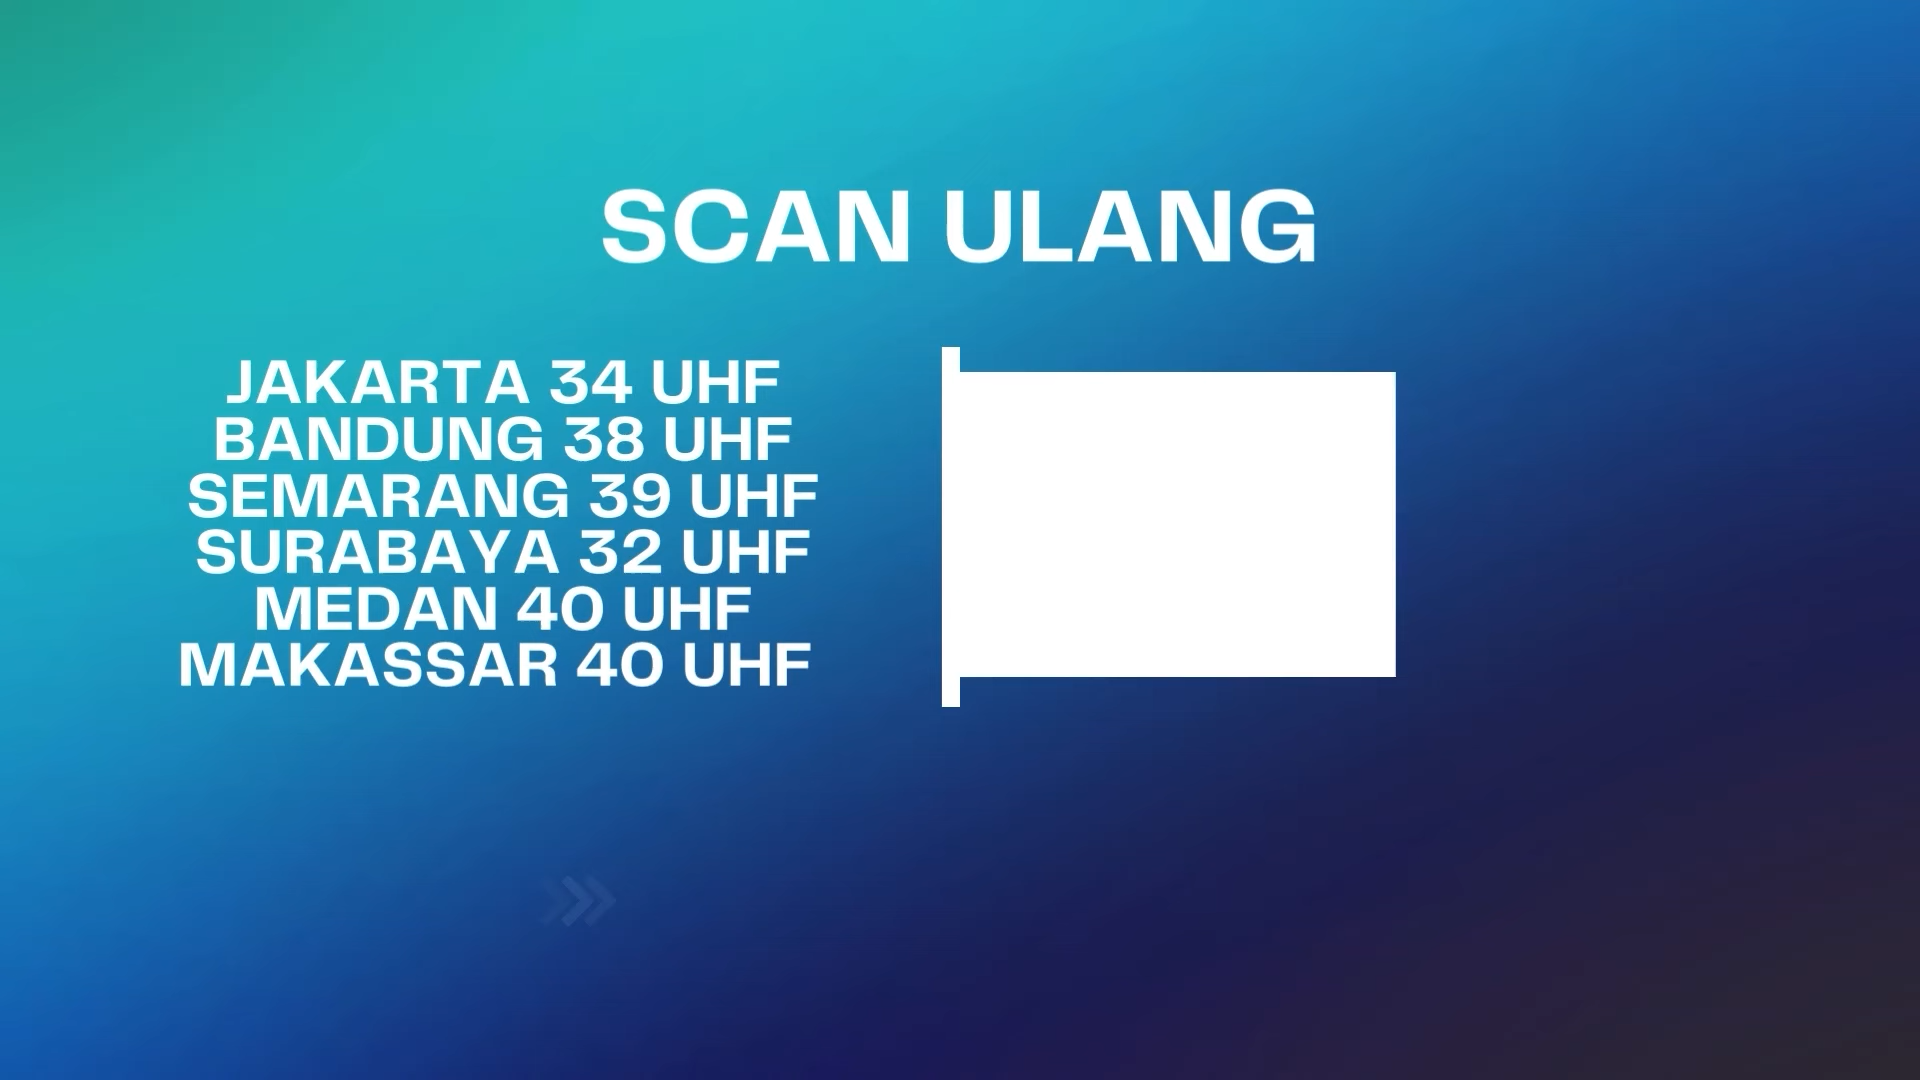 SCAN ULANG
JAKARTA 34 UHF
BANDUNG 38 UHF
SEMARANG 39 UHF
SURABAYA 32 UHF
MEDAN 40 UHF
MAKASSAR 40 UHF